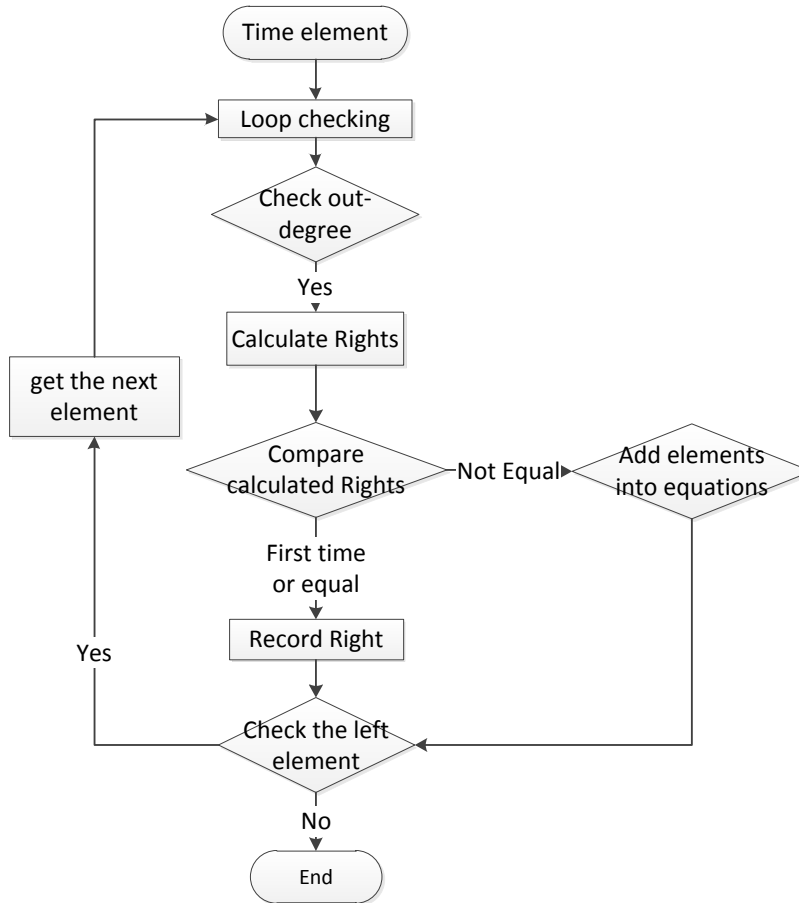 Time element
Loop checking
Check out-
degree
Yes
Calculate Rights
get the next
element
Compare
calculated Rights
Not Equal
Add elements
into equations
First time
or equal
Record Right
Yes
Check the left
element
No
End